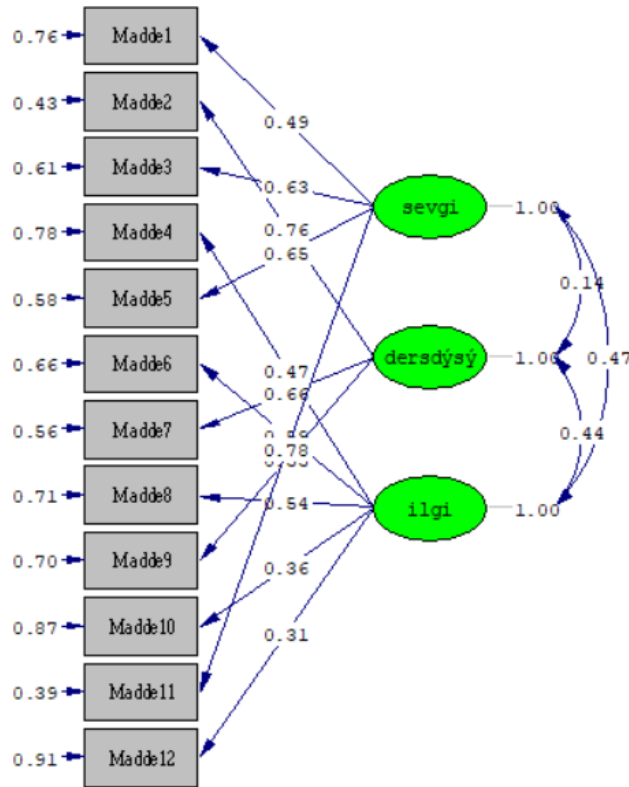 0.76 Madde1
0.43 Madde2
0.49
0.61 Madde3
0.63
sevgi 1.00
0.78 Madde4
0.76
0.65
0.14
0.58 Madde5
0.66 Madde6
dersdýsý 1.00 0.47
0.47
0.66
0.56 Madde7
0.44
0.78
0.71 Madde8
0.54
ilgi 1.00
0.70 Madde9
0.36
0.87 Madde10
0.31
0.39 Madde11
0.91 Madde12